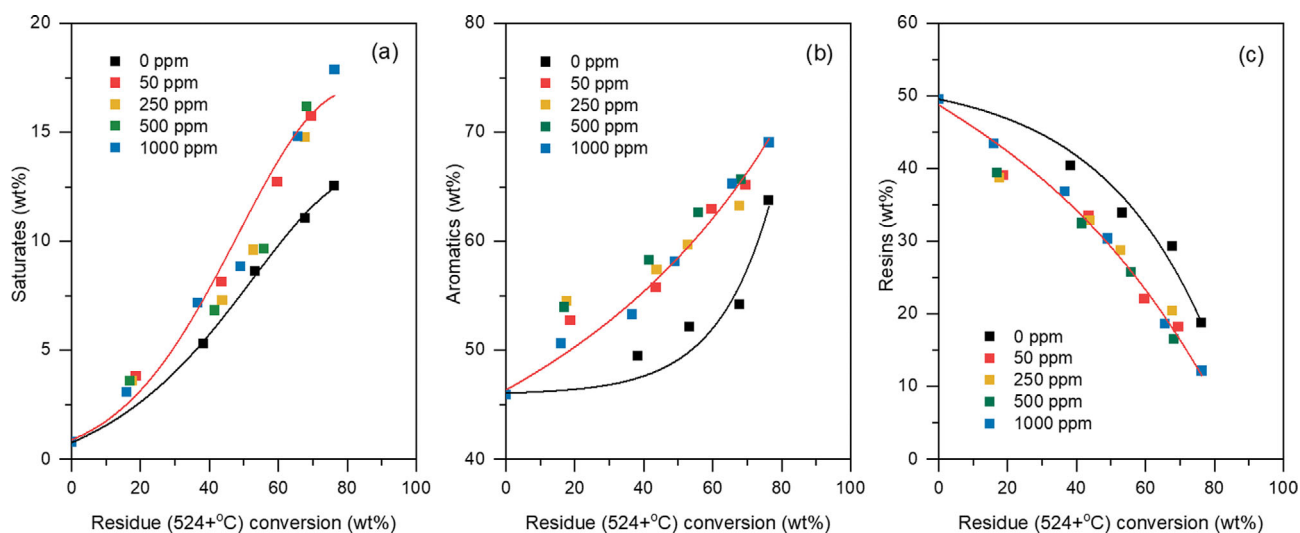 (a)
0 ppm
50 ppm
250 ppm
500 ppm
1000 ppm
Saturates (wt%)
20
15
10
5
0
0 20 40 60 80 100
Residue (524+ºC) conversion (wt%)
(b)
0 ppm
50 ppm
250 ppm
500 ppm
1000 ppm
Aromatics (wt%)
80
70
60
50
40
0 20 40 60 80 100
Residue (524+ºC) conversion (wt%)
(c)
0 ppm
50 ppm
250 ppm
500 ppm
1000 ppm
Resins (wt%)
60
50
40
30
20
10
0
0 20 40 60 80 100
Residue (524+ºC) conversion (wt%)